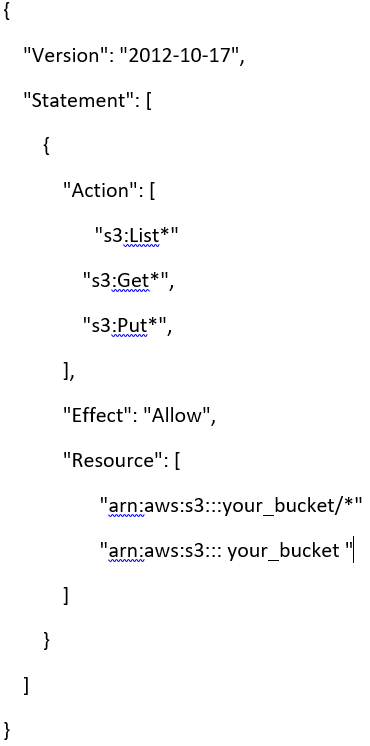 {
"Version": "2012-10-17",
"Statement": [
{
"Action": [
"s3:List*"
"s3:Get*",
"s3:Put*",
],
"Effect": "Allow",
"Resource": [
"arn:aws:s3:::your_bucket/*"
"arn:aws:s3::: your_bucket "
]
}
]
}